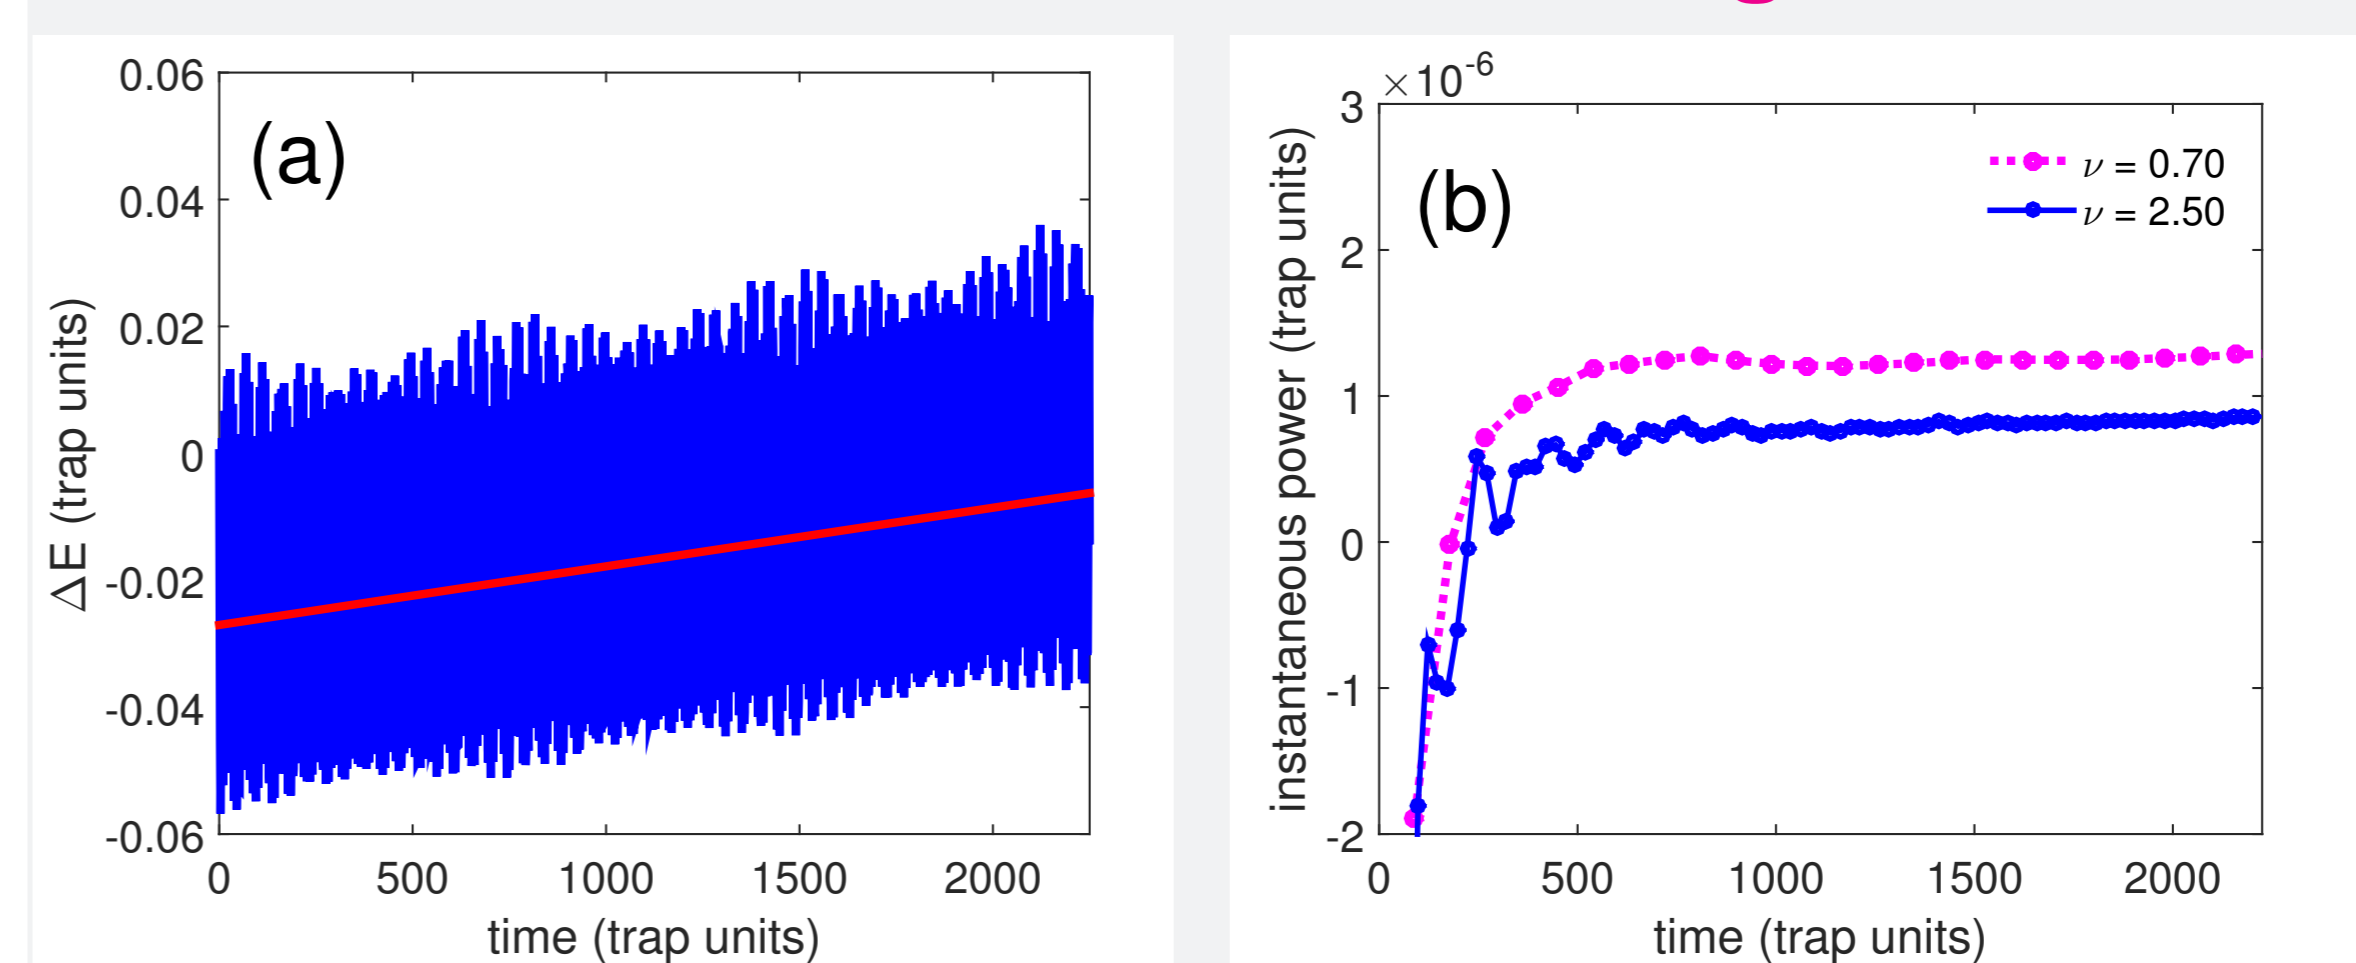 0.06
0.04
0.02
0
-0.02
-0.04
-0.06
ΔE (trap units)
(a)
0 500 1000 1500 2000
time (trap units)
×10-6
3
2
1
0
-1
-2
instantaneous power (trap units)
(b)
ν = 0.70
ν = 2.50
0 500 1000 1500 2000
time (trap units)